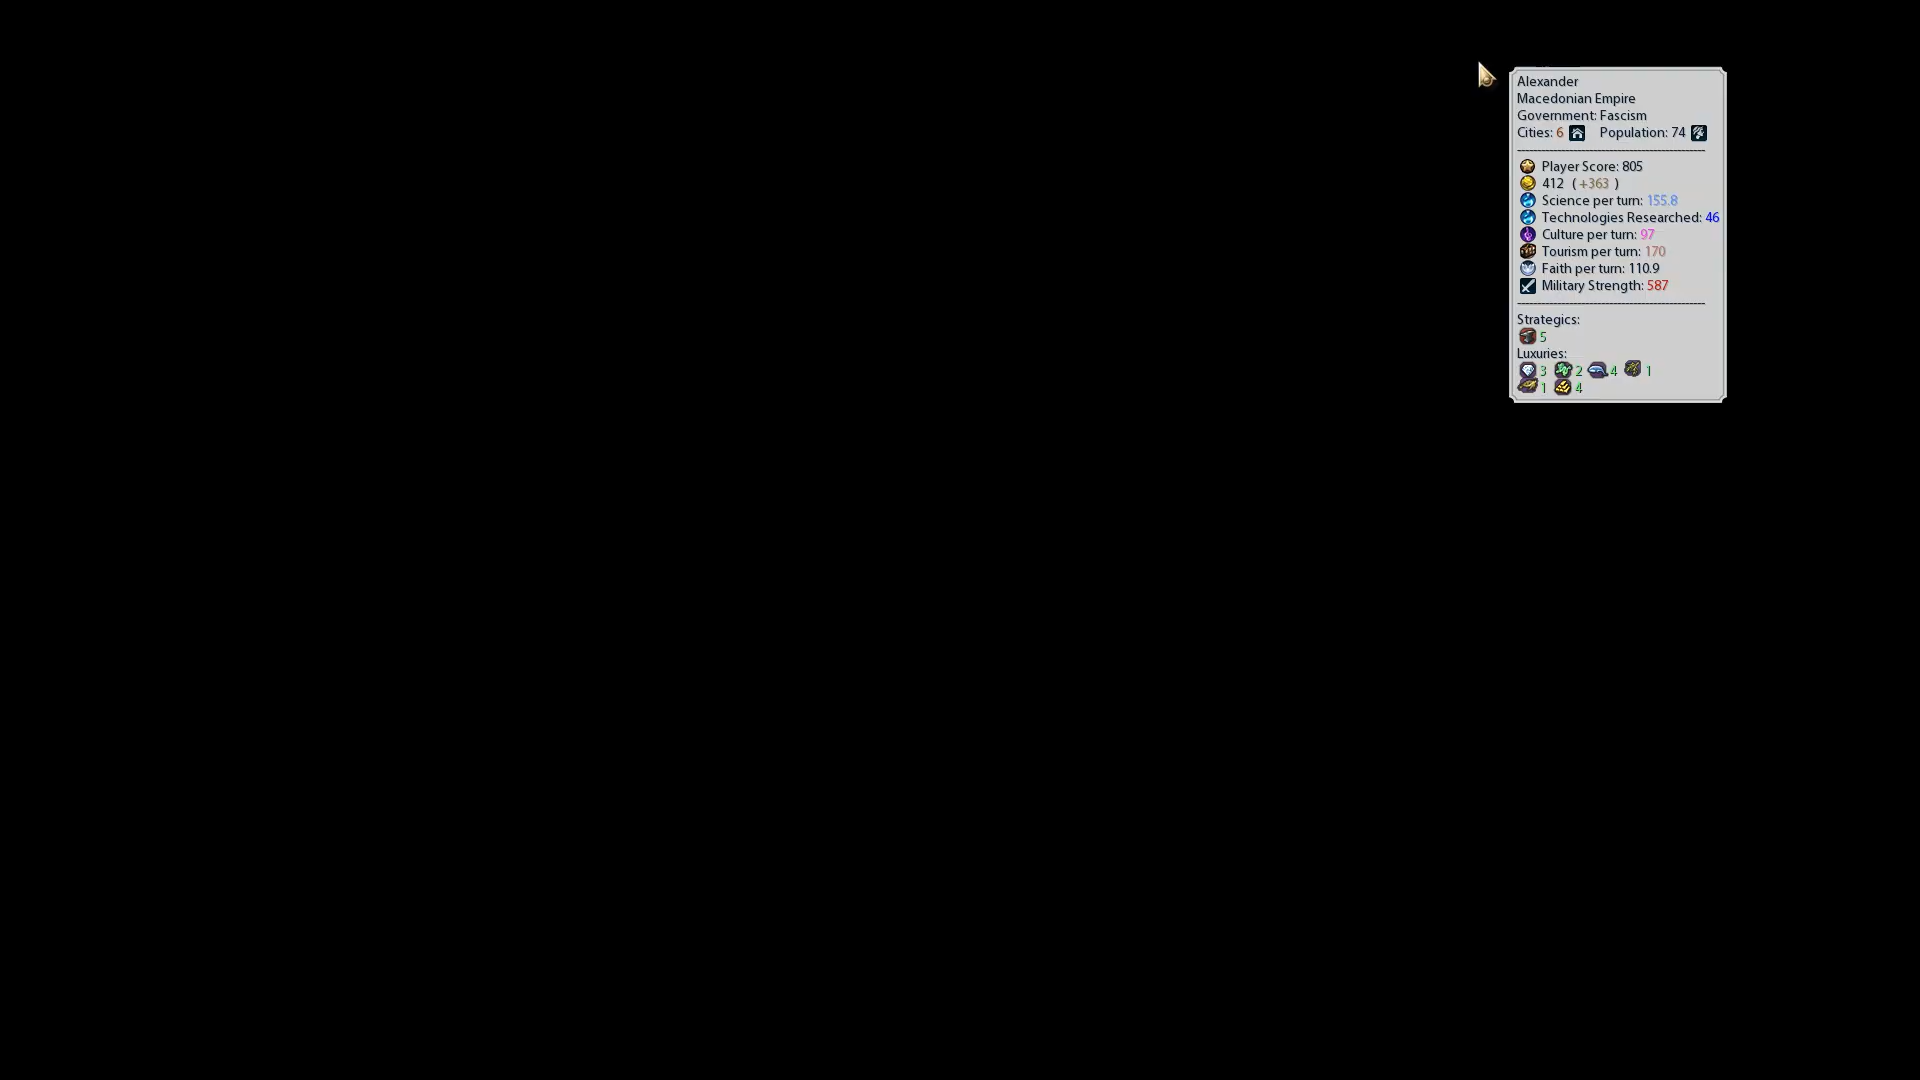 Alexander
Macedonian Empire
Government: Fascism
Cities: 6 Population: 74
Player Score: 805
412 ( +363 )
Science per turn: 155.8
Technologies Researched: 46
Culture per turn: 97
Tourism per turn: 170
Faith per turn: 110.9
Military Strength: 587
Strategics:
5
Luxuries:
3 2 4 1
1 4